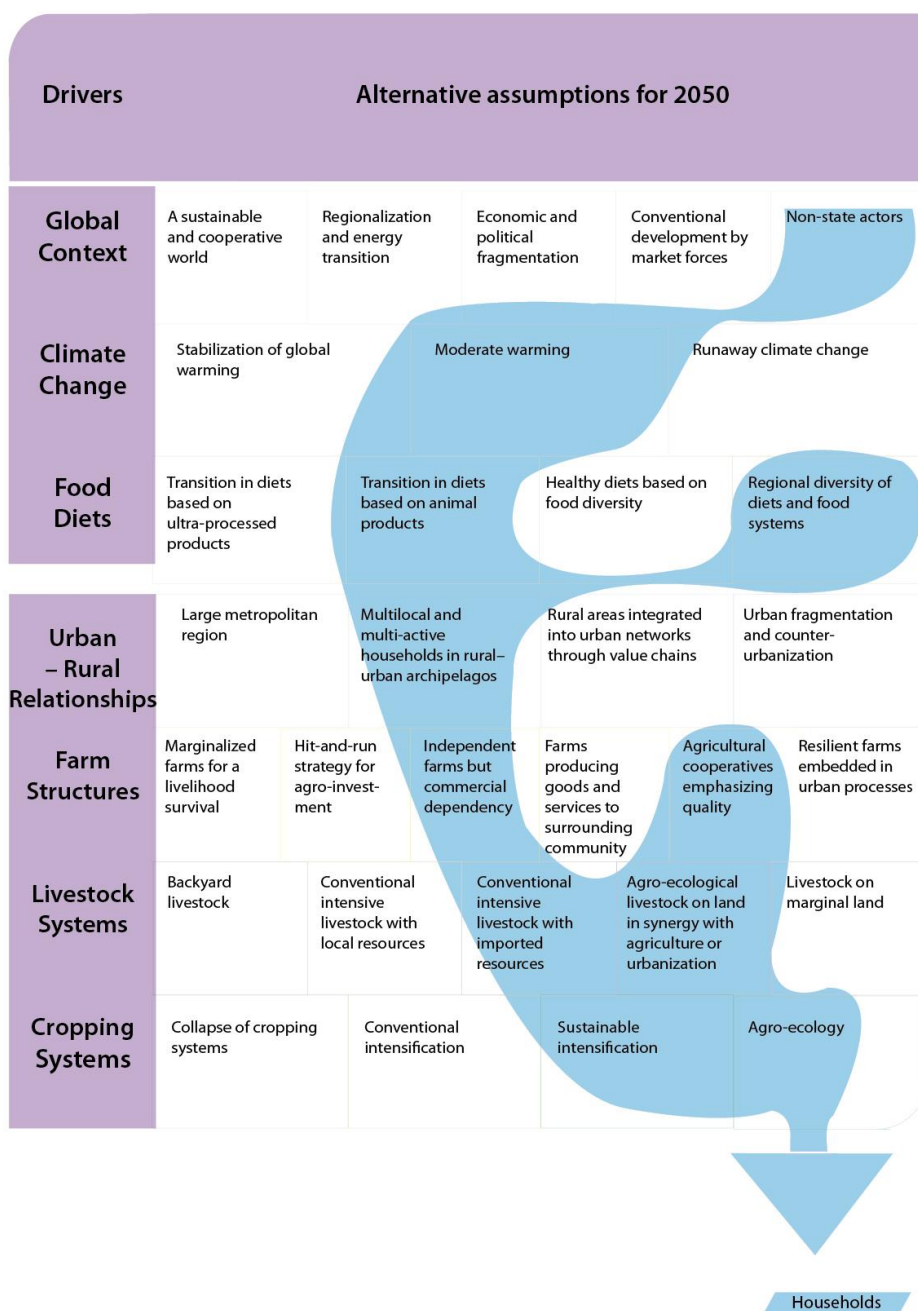 Drivers
Alternative assumptions for 2050
Global
Context
A sustainable
and cooperative
world
Regionalization
and energy
transition
Economic and
political
fragmentation
Conventional
development by
market forces
Non-state actors
Climate
Change
Stabilization of global
warming
Moderate warming
Runaway climate change
Food
Diets
Transition in diets
based on
ultra-processed
products
Transition in diets
based on animal
products
Healthy diets based on
food diversity
Regional diversity of
diets and food
systems
Urban
– Rural
Relationships
Large metropolitan
region
Multilocal and
multi-active
households in rural–
urban archipelagos
Rural areas integrated
into urban networks
through value chains
Urban fragmentation
and counter-
urbanization
Farm
Structures
Marginalized
farms for a
livelihood
survival
Hit-and-run
strategy for
agro-invest-
ment
Independent
farms but
commercial
dependency
Farms
producing
goods and
services to
surrounding
community
Agricultural
cooperatives
emphasizing
quality
Resilient farms
embedded in
urban processes
Livestock
Systems
Backyard
livestock
Conventional
intensive
livestock with
local resources
Conventional
intensive
livestock with
imported
resources
Agro-ecological
livestock on land
in synergy with
agriculture or
urbanization
Livestock on
marginal land
Cropping
Systems
Collapse of cropping
systems
Conventional
intensification
Sustainable
intensification
Agro-ecology
Households